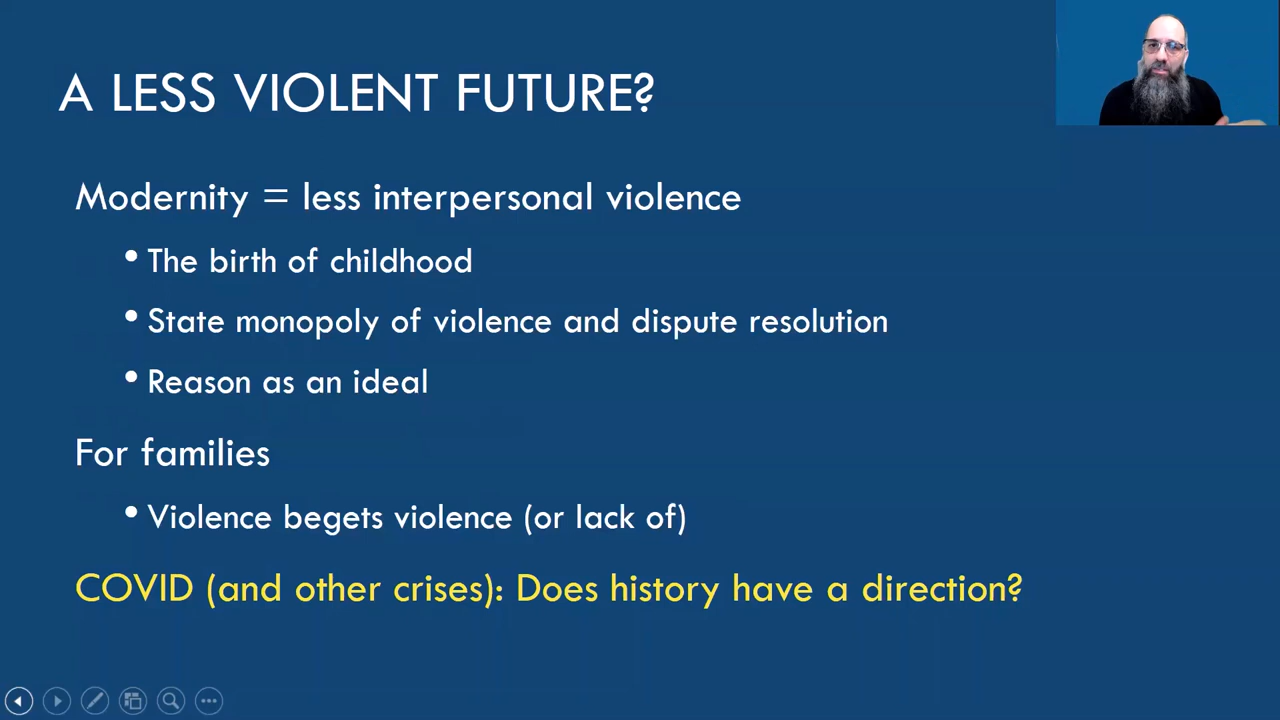 A LESS VIOLENT FUTURE?
Modernity = less interpersonal violence
• The birth of childhood
• State monopoly of violence and dispute resolution
• Reason as an ideal
For families
• Violence begets violence (or lack of)
COVID (and other crises): Does history have a direction?